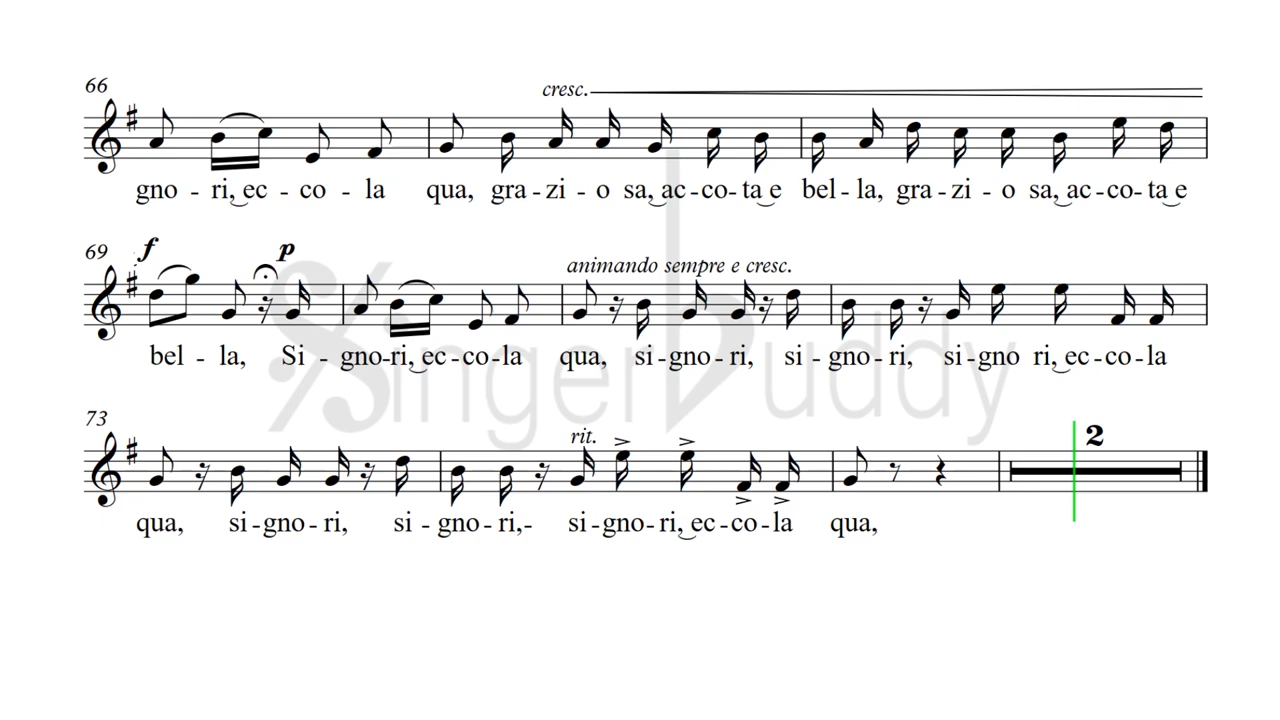 66 cresc.
gno - ri, ec - co - la qua, gra - zi - o sa, ac - co - ta e bel - la, gra - zi - o sa, ac - co - ta e
69 f p animando sempre e cresc.
bel - la, Si - gno - ri, ec - co - la qua, si - gno - ri, si - gno - ri, si - gno ri, ec - co - la
73 rit. 2
qua, si - gno - ri, si - gno - ri, - si - gno - ri, ec - co - la qua,
Singerbuddy